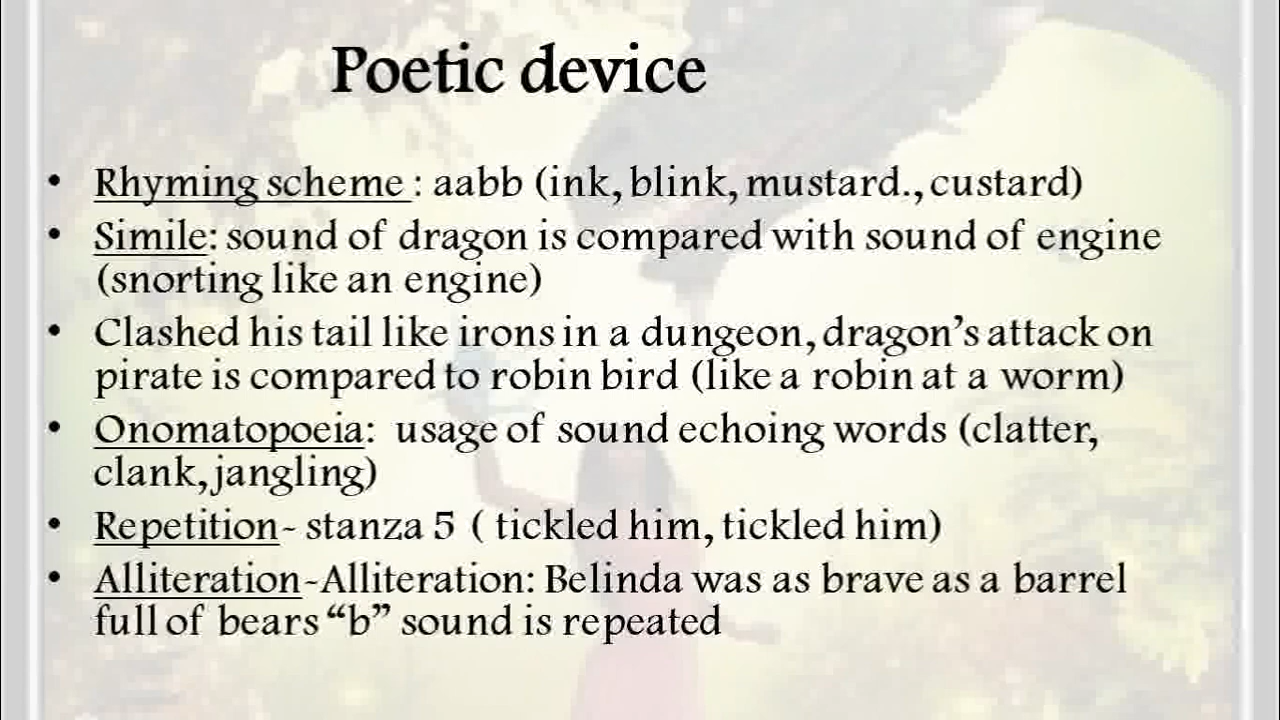 Poetic device
• Rhyming scheme : aabb (ink, blink, mustard., custard)
• Simile: sound of dragon is compared with sound of engine
(snorting like an engine)
• Clashed his tail like irons in a dungeon, dragon’s attack on
pirate is compared to robin bird (like a robin at a worm)
• Onomatopoeia: usage of sound echoing words (clatter,
clank, jangling)
• Repetition- stanza 5 ( tickled him, tickled him)
• Alliteration-Alliteration: Belinda was as brave as a barrel
full of bears “b” sound is repeated